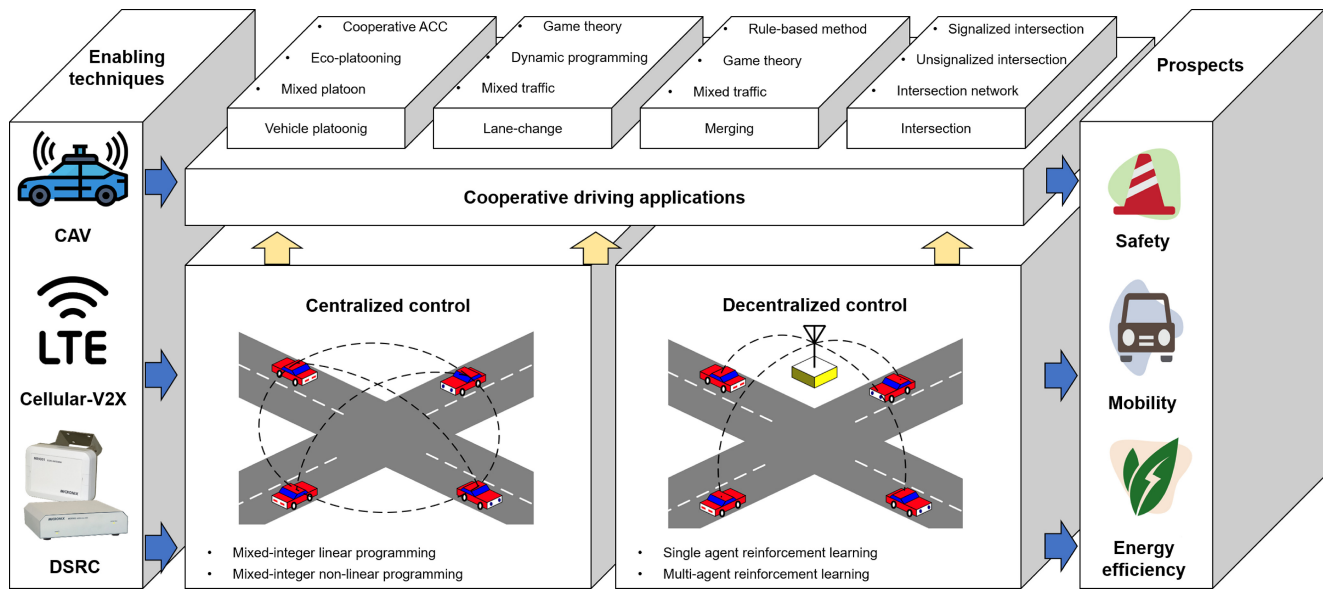 Enabling
techniques
CAV
LTE
Cellular-V2X
DSRC
• Cooperative ACC
• Eco-platooning
• Mixed platoon
Vehicle platoonig
• Game theory
• Dynamic programming
• Mixed traffic
Lane-change
• Rule-based method
• Game theory
• Mixed traffic
Merging
• Signalized intersection
• Unsignalized intersection
• Intersection network
Intersection
Cooperative driving applications
Centralized control
• Mixed-integer linear programming
• Mixed-integer non-linear programming
Decentralized control
• Single agent reinforcement learning
• Multi-agent reinforcement learning
Prospects
Safety
Mobility
Energy
efficiency